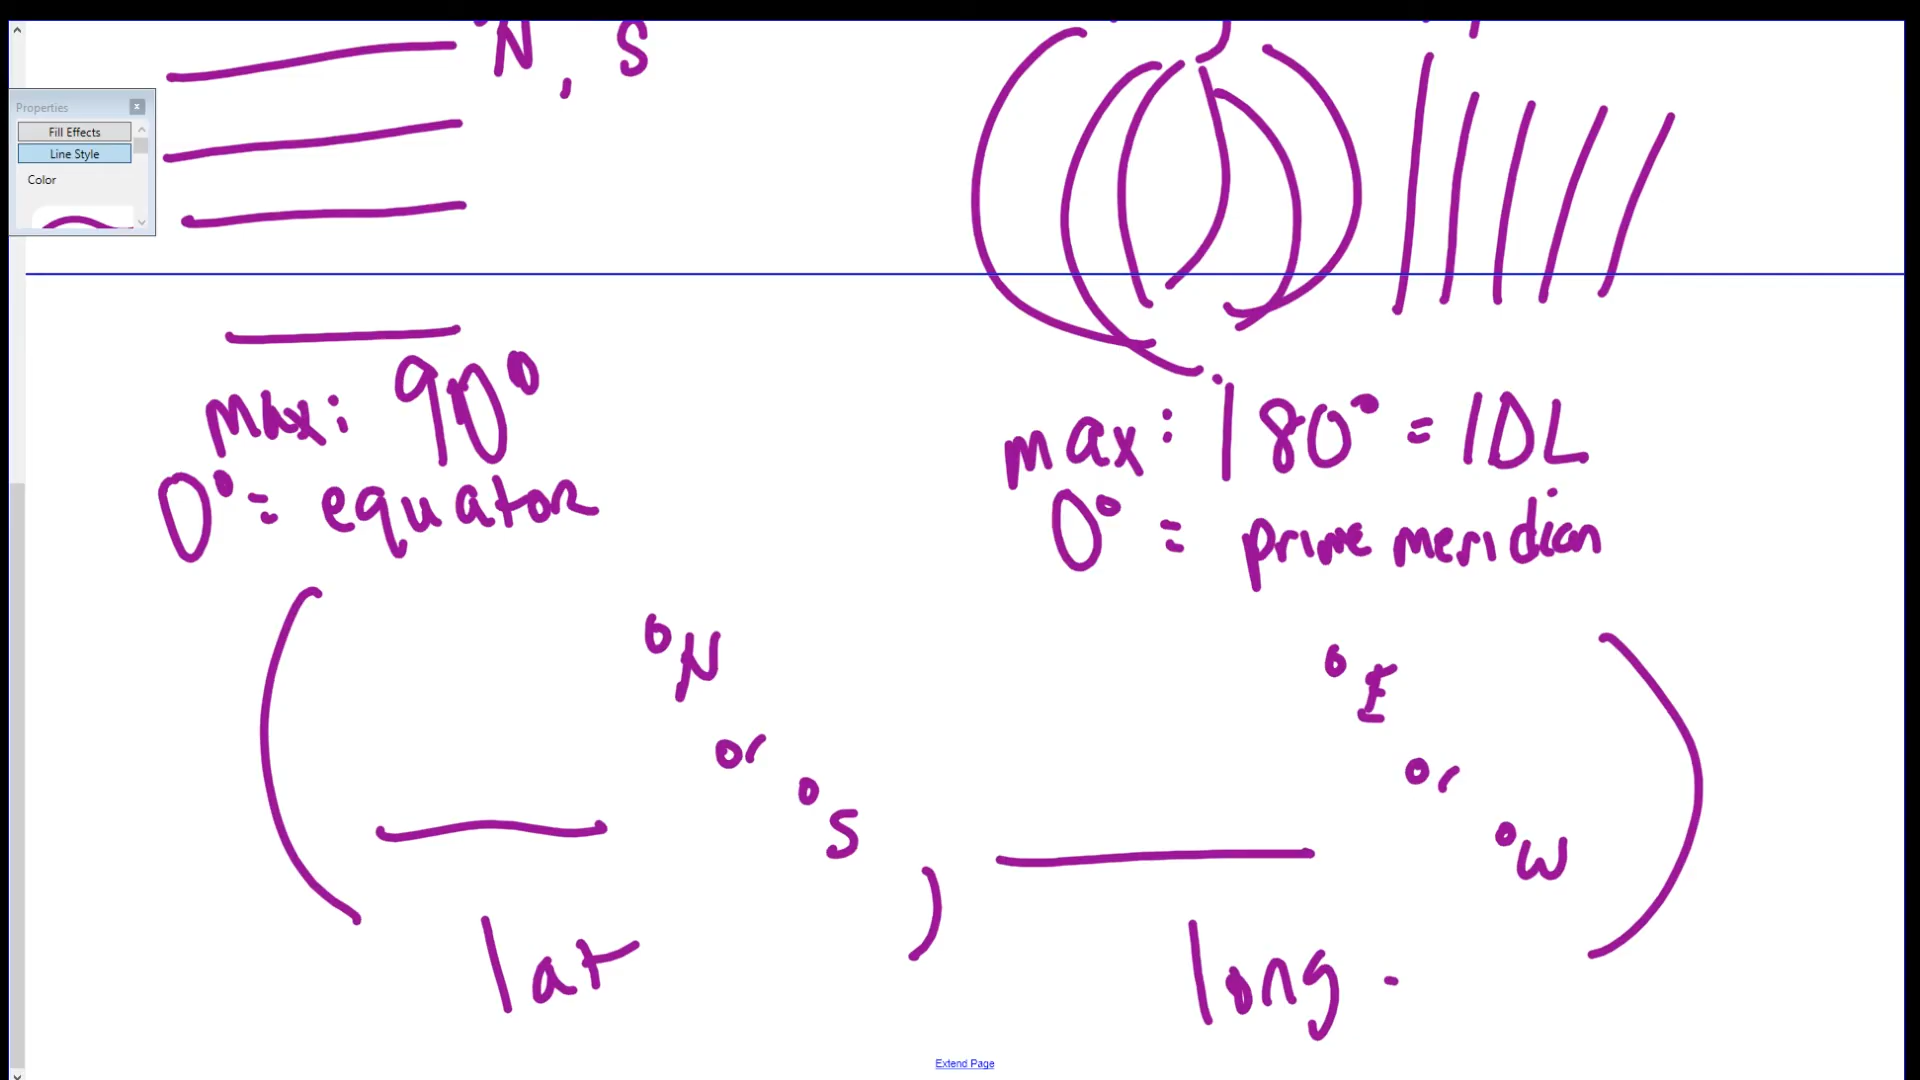 °N, S
Properties
x
Fill Effects
Line Style
Color
max: 90°
0° = equator
max: 180° = IDL
0° = prime meridian
( °N or °S , °E or °W )
lat
long.
Extend Page